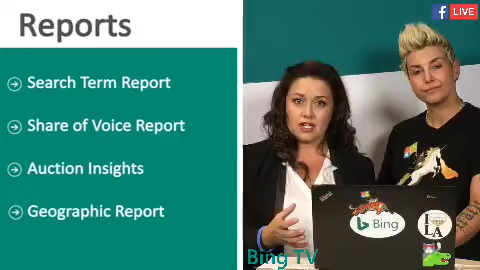 Reports
LIVE
Search Term Report
Share of Voice Report
Auction Insights
Geographic Report
Bing
LA
Bing TV